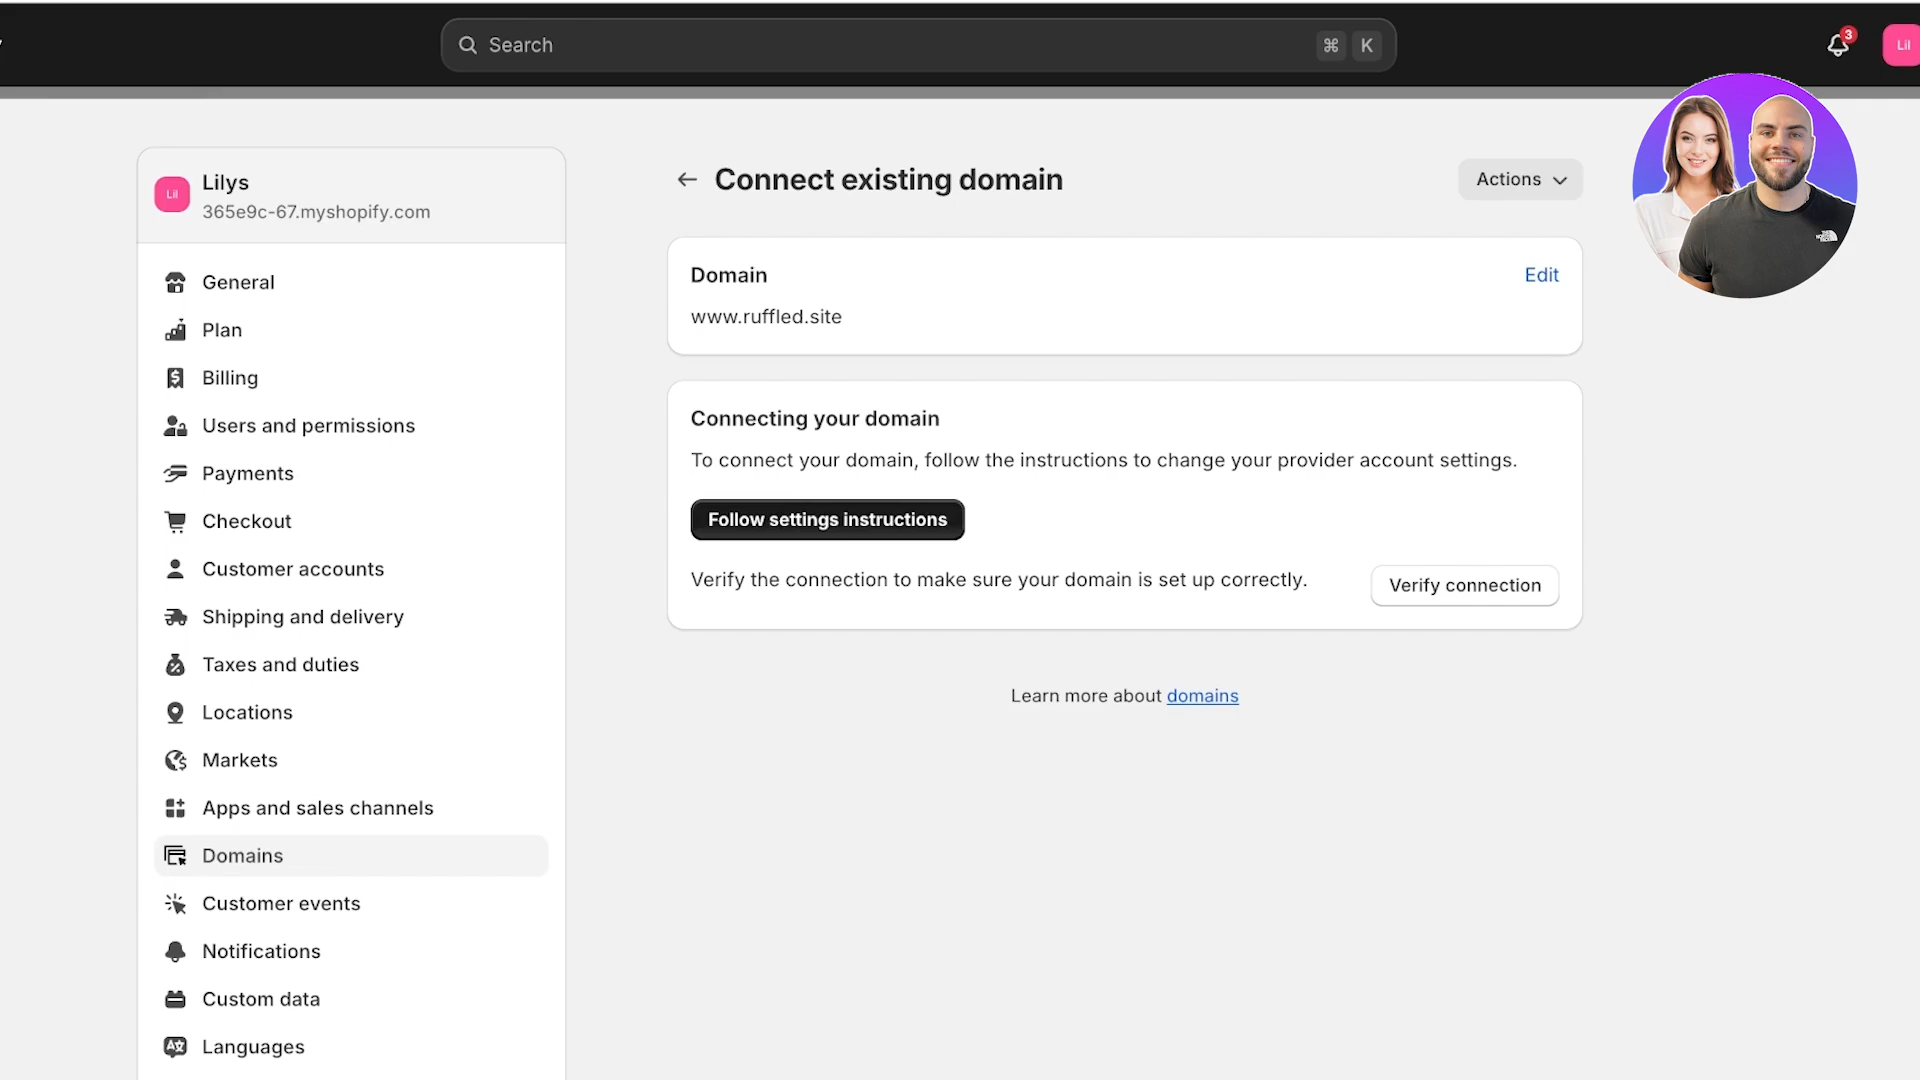 Search
⌘ K
3
Lil
Lil
Lilys
365e9c-67.myshopify.com
General
Plan
Billing
Users and permissions
Payments
Checkout
Customer accounts
Shipping and delivery
Taxes and duties
Locations
Markets
Apps and sales channels
Domains
Customer events
Notifications
Custom data
Languages
Connect existing domain
Actions
Domain
Edit
www.ruffled.site
Connecting your domain
To connect your domain, follow the instructions to change your provider account settings.
Follow settings instructions
Verify the connection to make sure your domain is set up correctly.
Verify connection
Learn more about domains
THE NORTH FACE